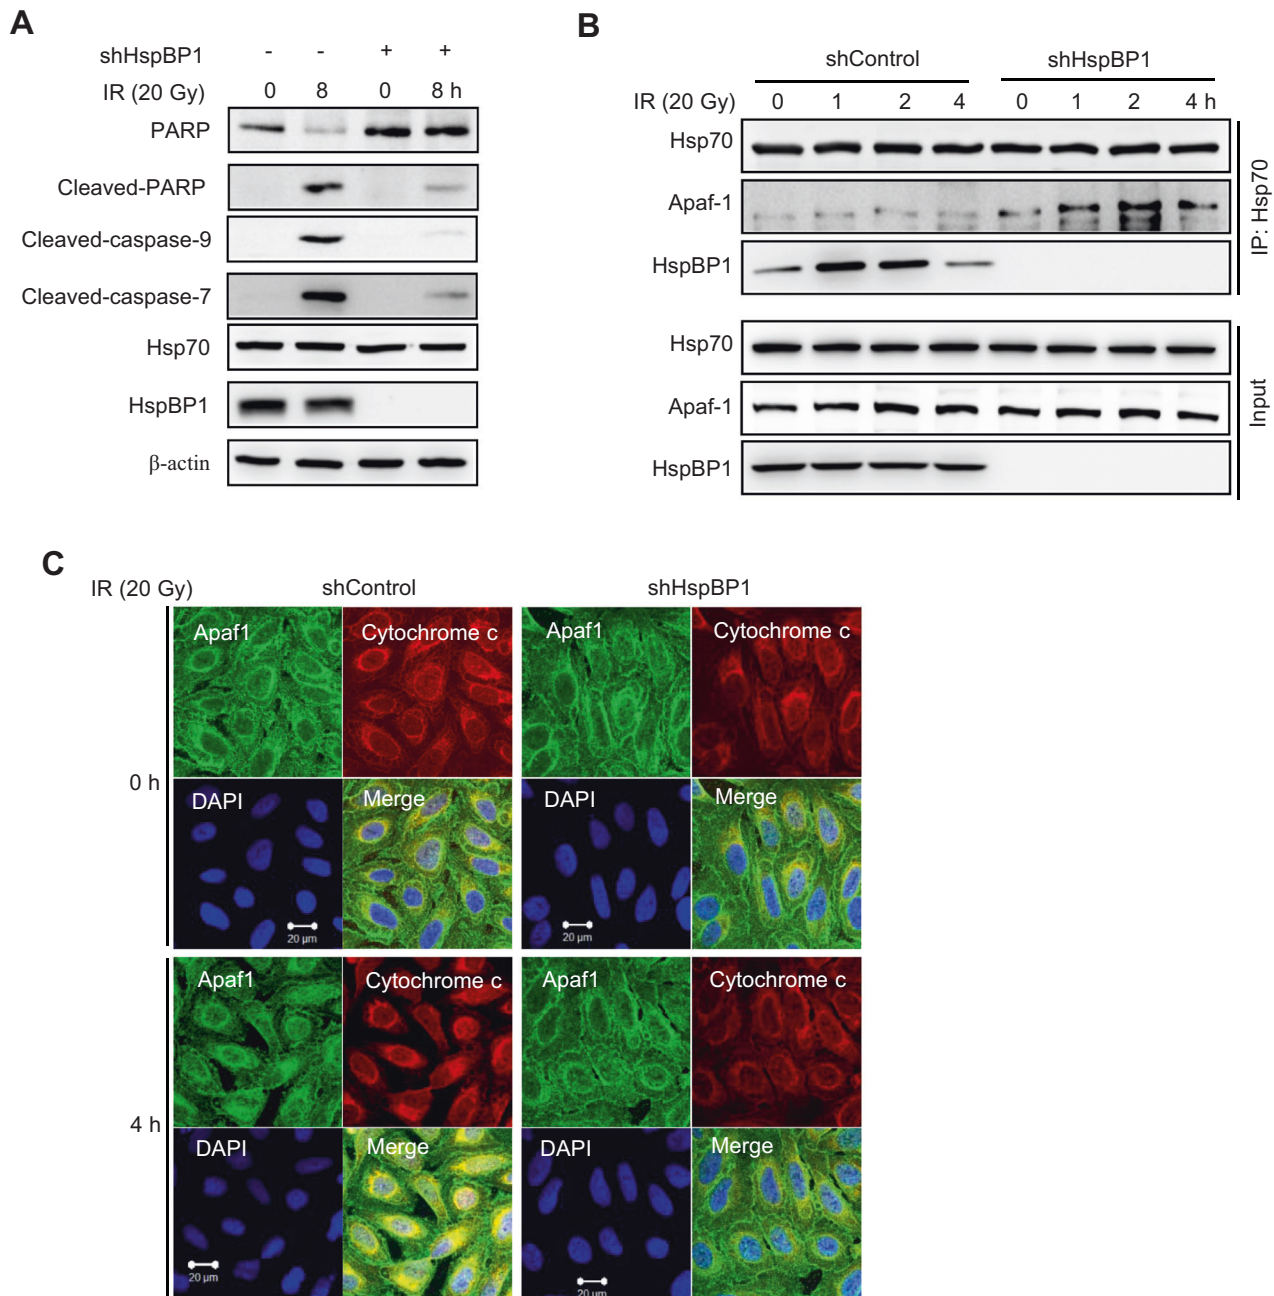 A
shHspBP1 - - + +
IR (20 Gy) 0 8 0 8 h
PARP
Cleaved-PARP
Cleaved-caspase-9
Cleaved-caspase-7
Hsp70
HspBP1
β-actin
B
shControl shHspBP1
IR (20 Gy) 0 1 2 4 0 1 2 4 h
Hsp70
Apaf-1
HspBP1
IP: Hsp70
Hsp70
Apaf-1
HspBP1
Input
C
IR (20 Gy) shControl shHspBP1
0 h
Apaf1 Cytochrome c Apaf1 Cytochrome c
DAPI Merge DAPI Merge
20 µm 20 µm
4 h
Apaf1 Cytochrome c Apaf1 Cytochrome c
DAPI Merge DAPI Merge
20 µm 20 µm